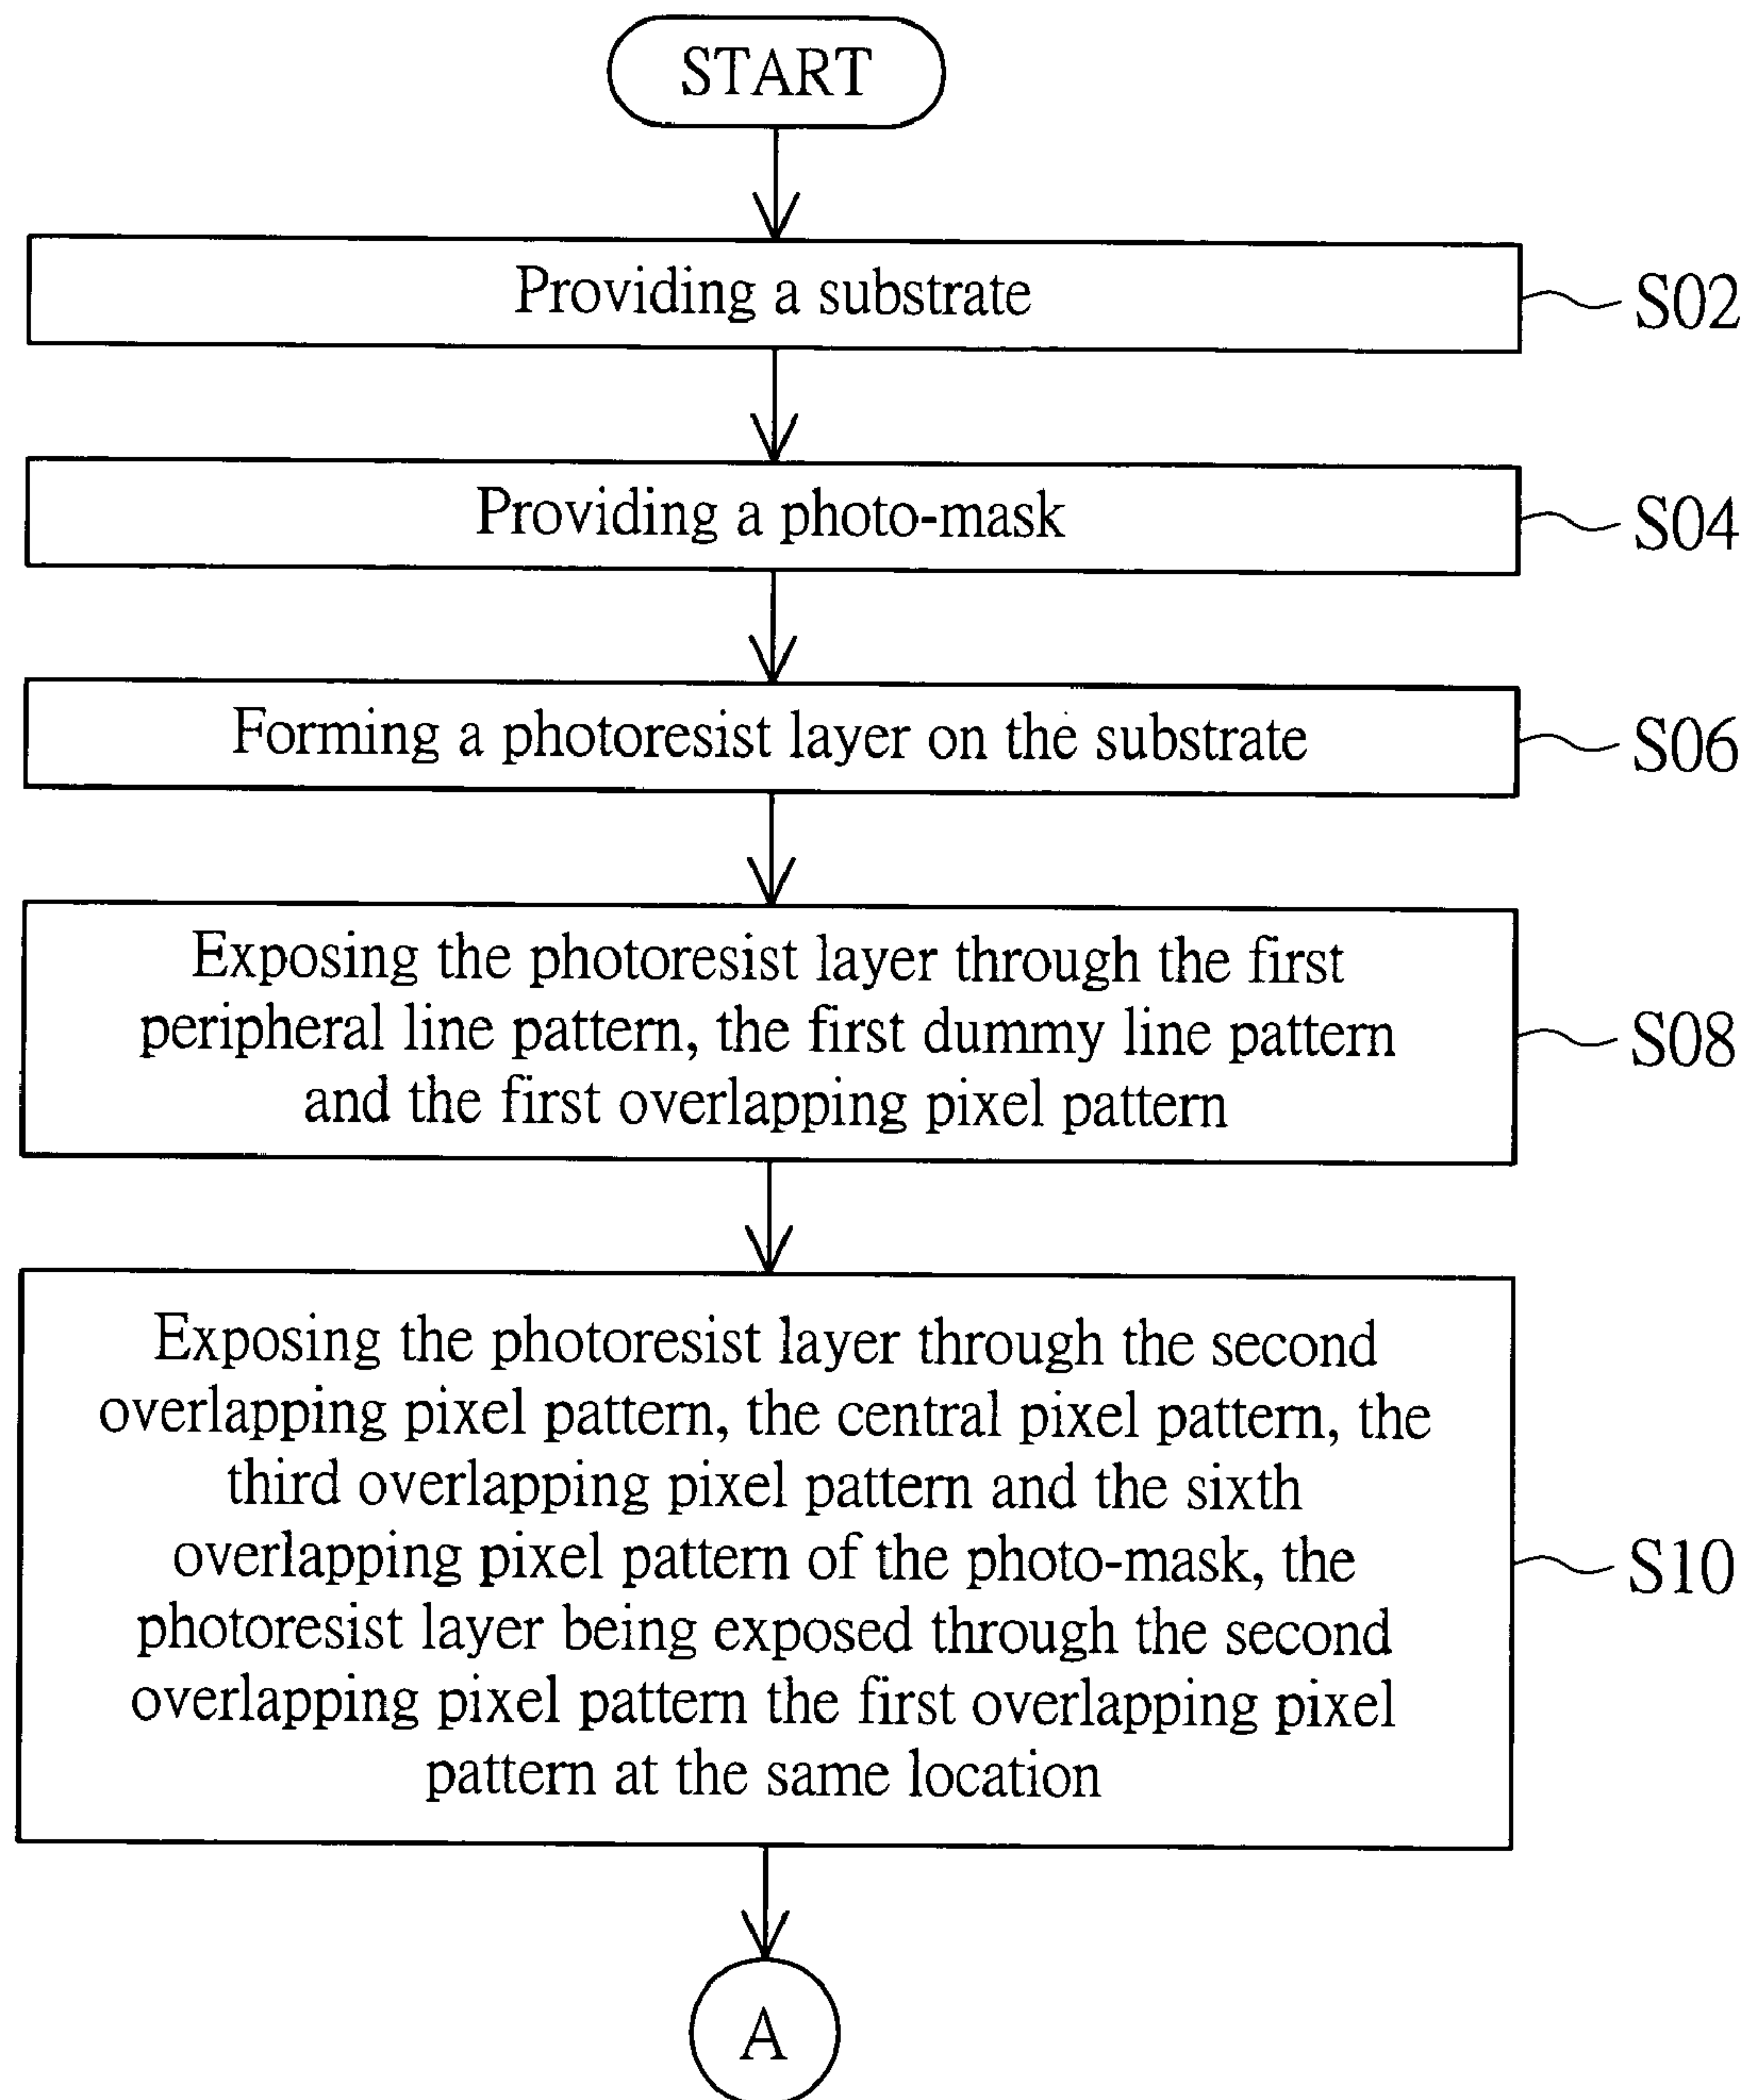 START
Providing a substrate
S02
Providing a photo-mask
S04
Forming a photoresist layer on the substrate
S06
Exposing the photoresist layer through the first
peripheral line pattern, the first dummy line pattern
and the first overlapping pixel pattern
S08
Exposing the photoresist layer through the second
overlapping pixel pattern, the central pixel pattern, the
third overlapping pixel pattern and the sixth
overlapping pixel pattern of the photo-mask, the
photoresist layer being exposed through the second
overlapping pixel pattern the first overlapping pixel
pattern at the same location
S10
A